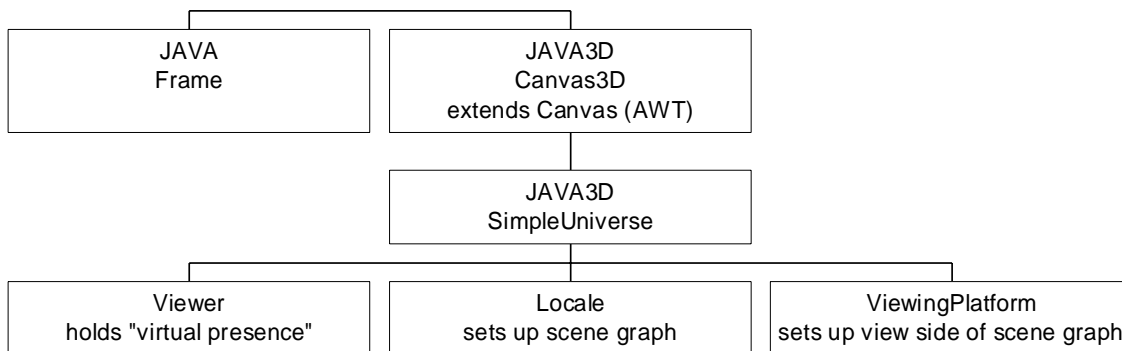 JAVA
Frame
JAVA3D
Canvas3D
extends Canvas (AWT)
JAVA3D
SimpleUniverse
Viewer
holds "virtual presence"
Locale
sets up scene graph
ViewingPlatform
sets up view side of scene graph